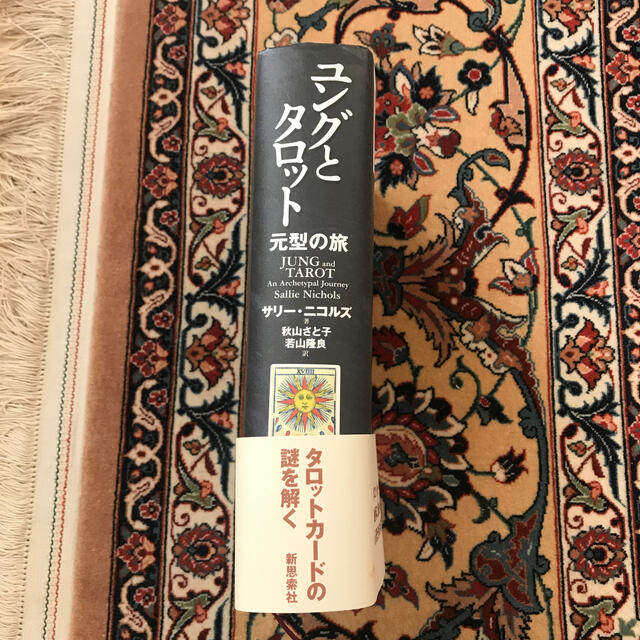 ユングと
タロット
元型の旅
JUNG and
TAROT
An Archetypal Journey
Sallie Nichols
サリー・ニコルズ
著
秋山さと子
若山隆良
訳
XVIIII
タロットカードの
謎を解く
新思索社